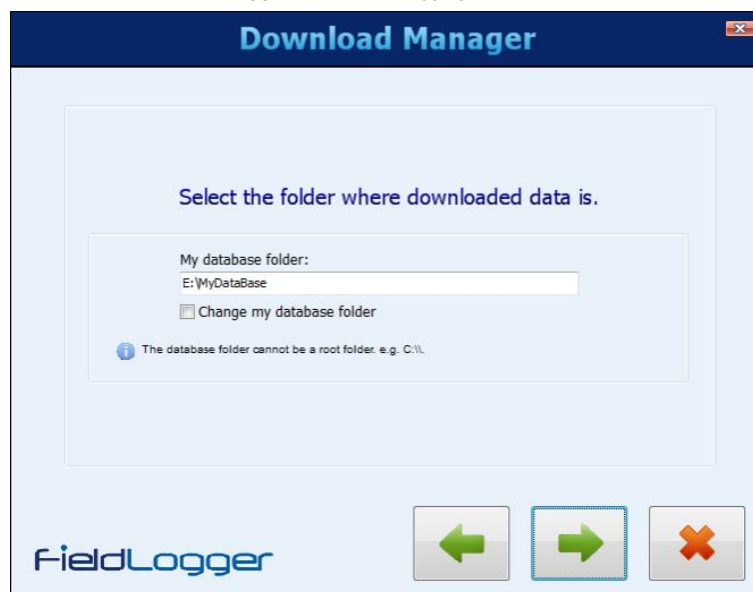 Download Manager
Select the folder where downloaded data is.
My database folder:
E:\MyDataBase
Change my database folder
The database folder cannot be a root folder. e.g. C:\\.
FieldLogger